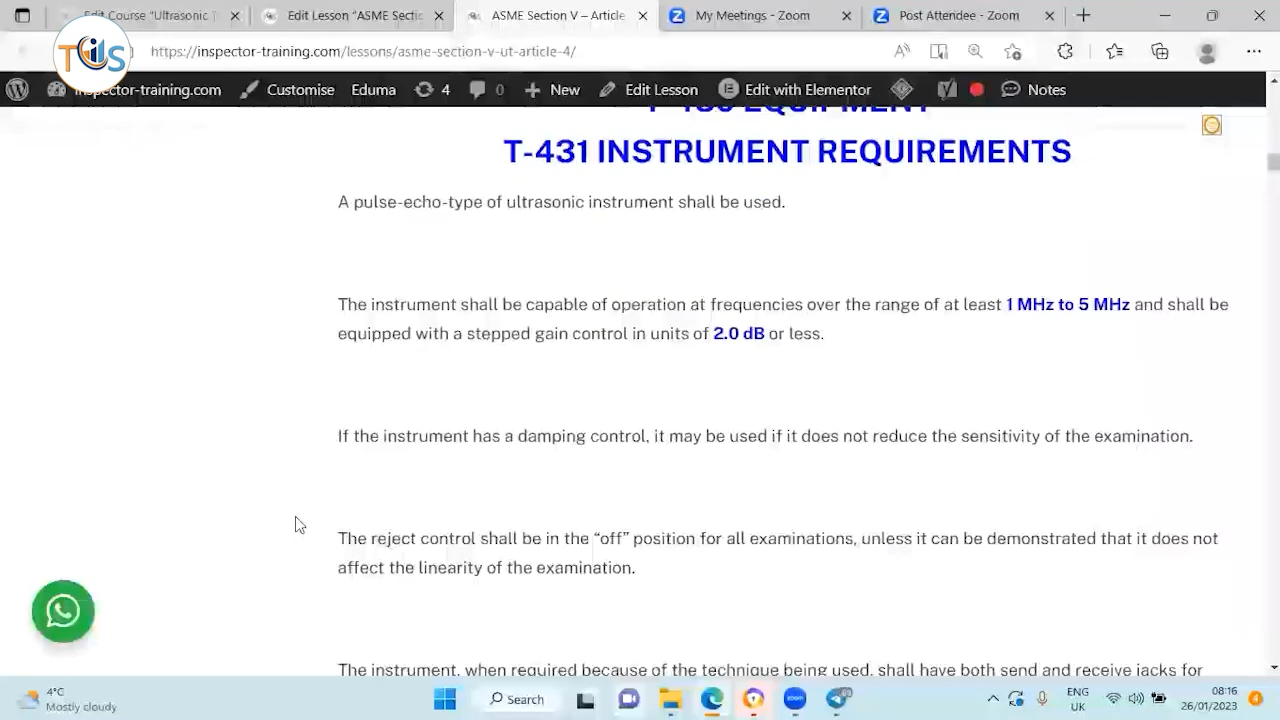 Edit Course "Ultrasonic T
Edit Lesson "ASME Sectic
ASME Section V – Article
My Meetings - Zoom
Post Attendee - Zoom
TCIS
https://inspector-training.com/lessons/asme-section-v-ut-article-4/
inspector-training.com
Customise
Eduma
4
0
New
Edit Lesson
Edit with Elementor
Notes
T-430 EQUIPMENT
T-431 INSTRUMENT REQUIREMENTS
A pulse-echo-type of ultrasonic instrument shall be used.
The instrument shall be capable of operation at frequencies over the range of at least 1 MHz to 5 MHz and shall be
equipped with a stepped gain control in units of 2.0 dB or less.
If the instrument has a damping control, it may be used if it does not reduce the sensitivity of the examination.
The reject control shall be in the “off” position for all examinations, unless it can be demonstrated that it does not
affect the linearity of the examination.
The instrument, when required because of the technique being used, shall have both send and receive jacks for
4°C
Mostly cloudy
Search
zoom
ENG
UK
08:16
26/01/2023